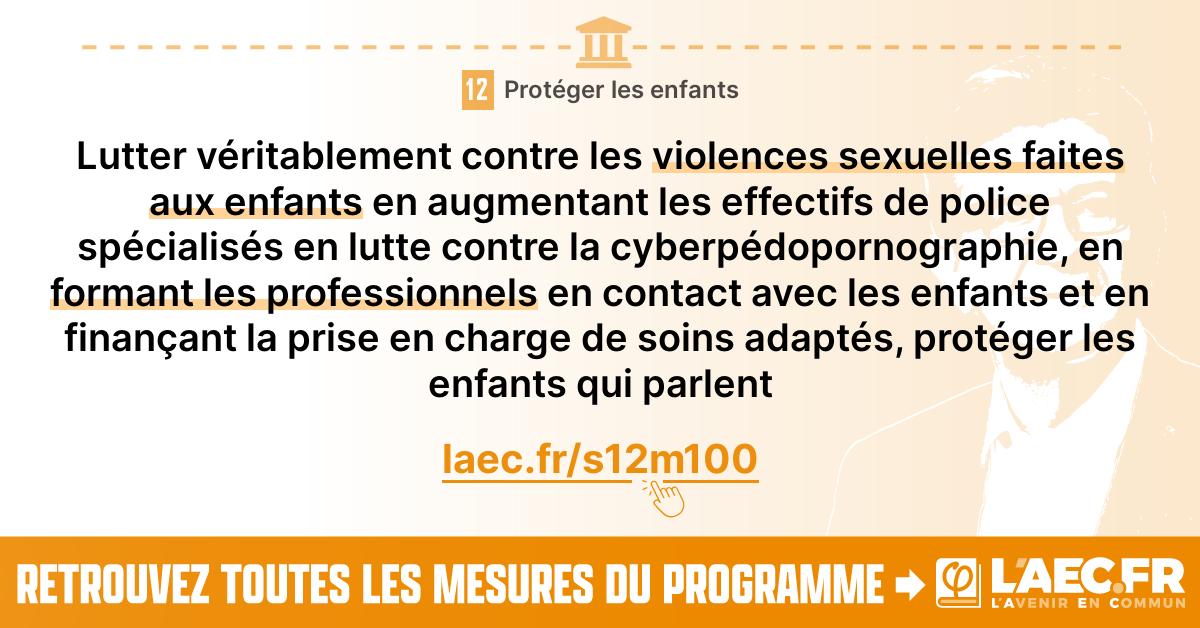 12 Protéger les enfants
Lutter véritablement contre les violences sexuelles faites
aux enfants en augmentant les effectifs de police
spécialisés en lutte contre la cyberpédopornographie, en
formant les professionnels en contact avec les enfants et en
finançant la prise en charge de soins adaptés, protéger les
enfants qui parlent
laec.fr/s12m100
RETROUVEZ TOUTES LES MESURES DU PROGRAMME
φ
L'AEC.FR
L'AVENIR EN COMMUN